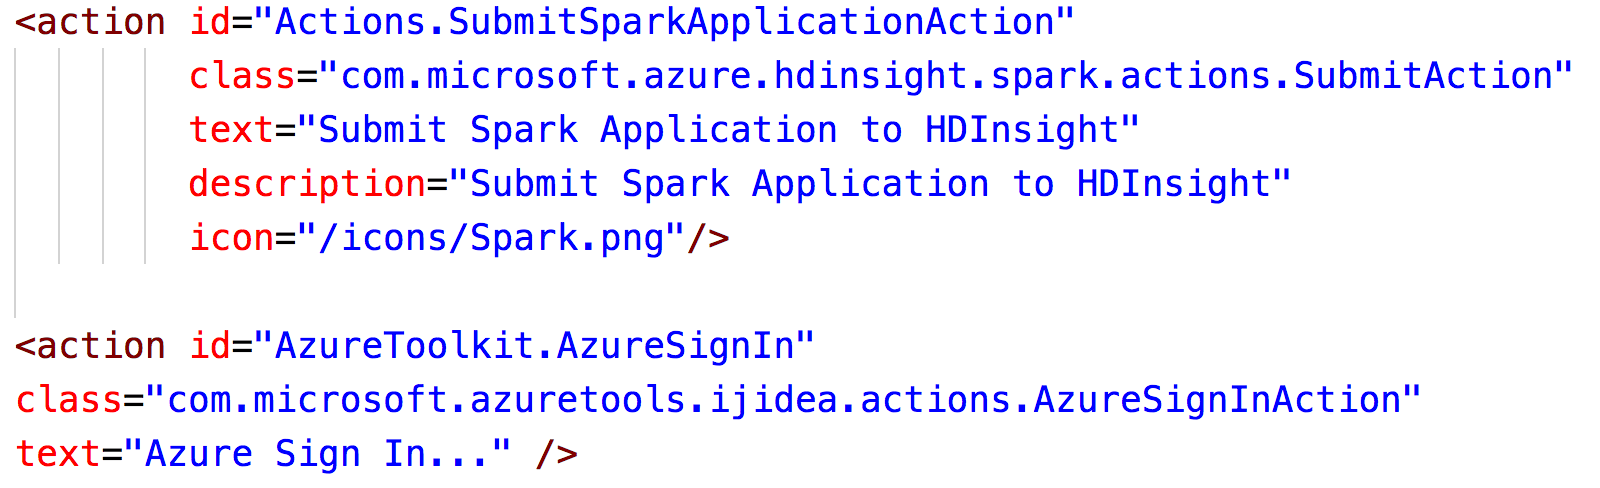 <action id="Actions.SubmitSparkApplicationAction"
class="com.microsoft.azure.hdinsight.spark.actions.SubmitAction"
text="Submit Spark Application to HDInsight"
description="Submit Spark Application to HDInsight"
icon="/icons/Spark.png"/>
<action id="AzureToolkit.AzureSignIn"
class="com.microsoft.azuretools.ijidea.actions.AzureSignInAction"
text="Azure Sign In..." />